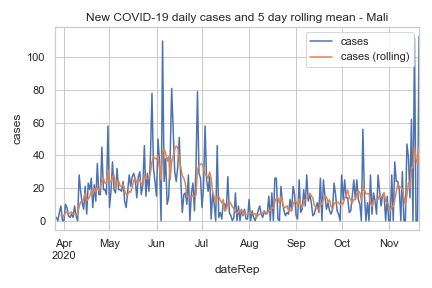 New COVID-19 daily cases and 5 day rolling mean - Mali
cases
cases (rolling)
100
80
60
40
20
0
cases
Apr
2020
May
Jun
Jul
Aug
Sep
Oct
Nov
dateRep